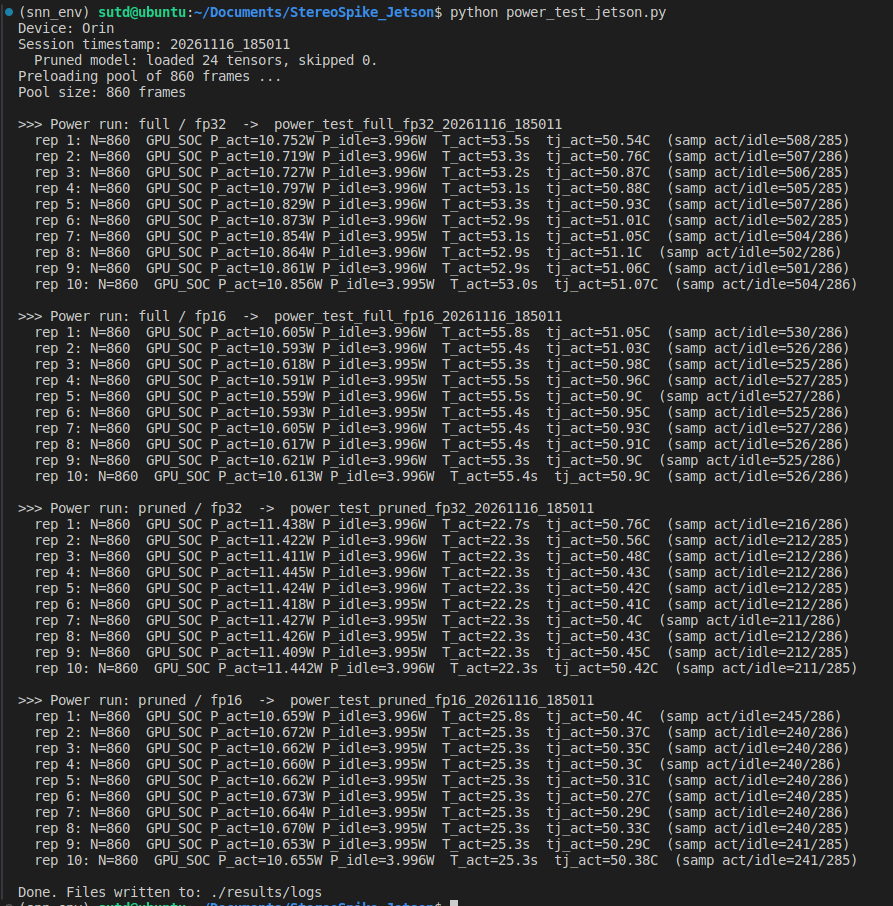 (snn_env) sutd@ubuntu:~/Documents/StereoSpike_Jetson$ python power_test_jetson.py
Device: Orin
Session timestamp: 20261116_185011
  Pruned model: loaded 24 tensors, skipped 0.
Preloading pool of 860 frames ...
Pool size: 860 frames

>>> Power run: full / fp32  ->  power_test_full_fp32_20261116_185011
  rep 1: N=860  GPU_SOC P_act=10.752W P_idle=3.996W  T_act=53.5s  tj_act=50.54C  (samp act/idle=508/285)
  rep 2: N=860  GPU_SOC P_act=10.719W P_idle=3.996W  T_act=53.3s  tj_act=50.76C  (samp act/idle=507/286)
  rep 3: N=860  GPU_SOC P_act=10.727W P_idle=3.996W  T_act=53.2s  tj_act=50.87C  (samp act/idle=506/285)
  rep 4: N=860  GPU_SOC P_act=10.797W P_idle=3.996W  T_act=53.1s  tj_act=50.88C  (samp act/idle=505/285)
  rep 5: N=860  GPU_SOC P_act=10.829W P_idle=3.996W  T_act=53.3s  tj_act=50.93C  (samp act/idle=507/285)
  rep 6: N=860  GPU_SOC P_act=10.873W P_idle=3.996W  T_act=52.9s  tj_act=51.01C  (samp act/idle=502/285)
  rep 7: N=860  GPU_SOC P_act=10.854W P_idle=3.995W  T_act=53.1s  tj_act=51.05C  (samp act/idle=504/286)
  rep 8: N=860  GPU_SOC P_act=10.864W P_idle=3.996W  T_act=52.9s  tj_act=51.1C  (samp act/idle=502/286)
  rep 9: N=860  GPU_SOC P_act=10.861W P_idle=3.996W  T_act=52.9s  tj_act=51.06C  (samp act/idle=501/286)
  rep 10: N=860  GPU_SOC P_act=10.856W P_idle=3.995W  T_act=53.0s  tj_act=51.07C  (samp act/idle=504/286)

>>> Power run: full / fp16  ->  power_test_full_fp16_20261116_185011
  rep 1: N=860  GPU_SOC P_act=10.605W P_idle=3.996W  T_act=55.8s  tj_act=51.05C  (samp act/idle=530/286)
  rep 2: N=860  GPU_SOC P_act=10.593W P_idle=3.996W  T_act=55.4s  tj_act=51.03C  (samp act/idle=526/286)
  rep 3: N=860  GPU_SOC P_act=10.618W P_idle=3.995W  T_act=55.3s  tj_act=50.98C  (samp act/idle=525/286)
  rep 4: N=860  GPU_SOC P_act=10.591W P_idle=3.995W  T_act=55.5s  tj_act=50.96C  (samp act/idle=527/285)
  rep 5: N=860  GPU_SOC P_act=10.559W P_idle=3.996W  T_act=55.5s  tj_act=50.9C  (samp act/idle=527/286)
  rep 6: N=860  GPU_SOC P_act=10.593W P_idle=3.996W  T_act=55.4s  tj_act=50.95C  (samp act/idle=525/286)
  rep 7: N=860  GPU_SOC P_act=10.605W P_idle=3.995W  T_act=55.4s  tj_act=50.93C  (samp act/idle=527/286)
  rep 8: N=860  GPU_SOC P_act=10.617W P_idle=3.996W  T_act=55.4s  tj_act=50.91C  (samp act/idle=526/286)
  rep 9: N=860  GPU_SOC P_act=10.621W P_idle=3.996W  T_act=55.3s  tj_act=50.9C  (samp act/idle=525/286)
  rep 10: N=860  GPU_SOC P_act=10.613W P_idle=3.996W  T_act=55.4s  tj_act=50.9C  (samp act/idle=526/286)

>>> Power run: pruned / fp32  ->  power_test_pruned_fp32_20261116_185011
  rep 1: N=860  GPU_SOC P_act=11.438W P_idle=3.996W  T_act=22.7s  tj_act=50.76C  (samp act/idle=216/286)
  rep 2: N=860  GPU_SOC P_act=11.422W P_idle=3.996W  T_act=22.3s  tj_act=50.56C  (samp act/idle=212/285)
  rep 3: N=860  GPU_SOC P_act=11.411W P_idle=3.996W  T_act=22.3s  tj_act=50.48C  (samp act/idle=212/286)
  rep 4: N=860  GPU_SOC P_act=11.445W P_idle=3.996W  T_act=22.3s  tj_act=50.43C  (samp act/idle=212/286)
  rep 5: N=860  GPU_SOC P_act=11.424W P_idle=3.996W  T_act=22.3s  tj_act=50.42C  (samp act/idle=212/285)
  rep 6: N=860  GPU_SOC P_act=11.418W P_idle=3.995W  T_act=22.2s  tj_act=50.41C  (samp act/idle=212/286)
  rep 7: N=860  GPU_SOC P_act=11.427W P_idle=3.995W  T_act=22.3s  tj_act=50.4C  (samp act/idle=211/286)
  rep 8: N=860  GPU_SOC P_act=11.426W P_idle=3.995W  T_act=22.3s  tj_act=50.43C  (samp act/idle=212/286)
  rep 9: N=860  GPU_SOC P_act=11.409W P_idle=3.995W  T_act=22.3s  tj_act=50.45C  (samp act/idle=212/285)
  rep 10: N=860  GPU_SOC P_act=11.442W P_idle=3.996W  T_act=22.3s  tj_act=50.42C  (samp act/idle=211/285)

>>> Power run: pruned / fp16  ->  power_test_pruned_fp16_20261116_185011
  rep 1: N=860  GPU_SOC P_act=10.659W P_idle=3.996W  T_act=25.8s  tj_act=50.4C  (samp act/idle=245/286)
  rep 2: N=860  GPU_SOC P_act=10.672W P_idle=3.995W  T_act=25.3s  tj_act=50.37C  (samp act/idle=240/286)
  rep 3: N=860  GPU_SOC P_act=10.662W P_idle=3.995W  T_act=25.3s  tj_act=50.35C  (samp act/idle=240/286)
  rep 4: N=860  GPU_SOC P_act=10.660W P_idle=3.996W  T_act=25.3s  tj_act=50.3C  (samp act/idle=240/286)
  rep 5: N=860  GPU_SOC P_act=10.662W P_idle=3.995W  T_act=25.3s  tj_act=50.31C  (samp act/idle=240/286)
  rep 6: N=860  GPU_SOC P_act=10.673W P_idle=3.995W  T_act=25.3s  tj_act=50.27C  (samp act/idle=240/285)
  rep 7: N=860  GPU_SOC P_act=10.664W P_idle=3.995W  T_act=25.3s  tj_act=50.29C  (samp act/idle=240/286)
  rep 8: N=860  GPU_SOC P_act=10.670W P_idle=3.995W  T_act=25.3s  tj_act=50.33C  (samp act/idle=240/285)
  rep 9: N=860  GPU_SOC P_act=10.653W P_idle=3.995W  T_act=25.3s  tj_act=50.29C  (samp act/idle=241/285)
  rep 10: N=860  GPU_SOC P_act=10.655W P_idle=3.996W  T_act=25.3s  tj_act=50.38C  (samp act/idle=241/285)

Done. Files written to: ./results/logs
(snn_env) sutd@ubuntu:~/Documents/StereoSpike_Jetson$